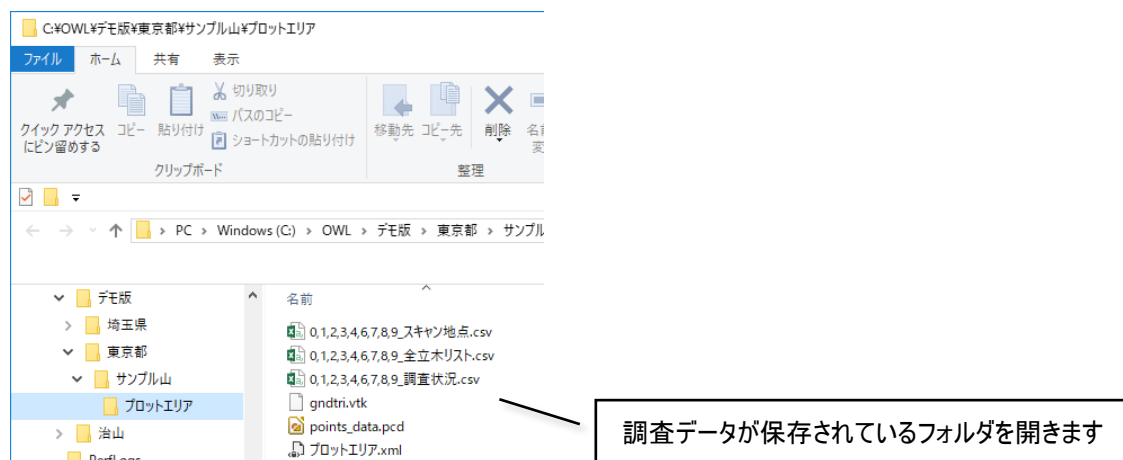 C:¥OWL¥デモ版¥東京都¥サンプル山¥プロットエリア
ファイル ホーム 共有 表示
クイック アクセス
にピン留めする
コピー
貼り付け
切り取り
パスのコピー
ショートカットの貼り付け
クリップボード
移動先
コピー先
削除
整理
PC > Windows (C:) > OWL > デモ版 > 東京都 > サンプル
デモ版
埼玉県
東京都
サンプル山
プロットエリア
治山
PerfLogs
名前
0,1,2,3,4,6,7,8,9_スキャン地点.csv
0,1,2,3,4,6,7,8,9_全立木リスト.csv
0,1,2,3,4,6,7,8,9_調査状況.csv
gndtri.vtk
points_data.pcd
プロットエリア.xml
調査データが保存されているフォルダを開きます